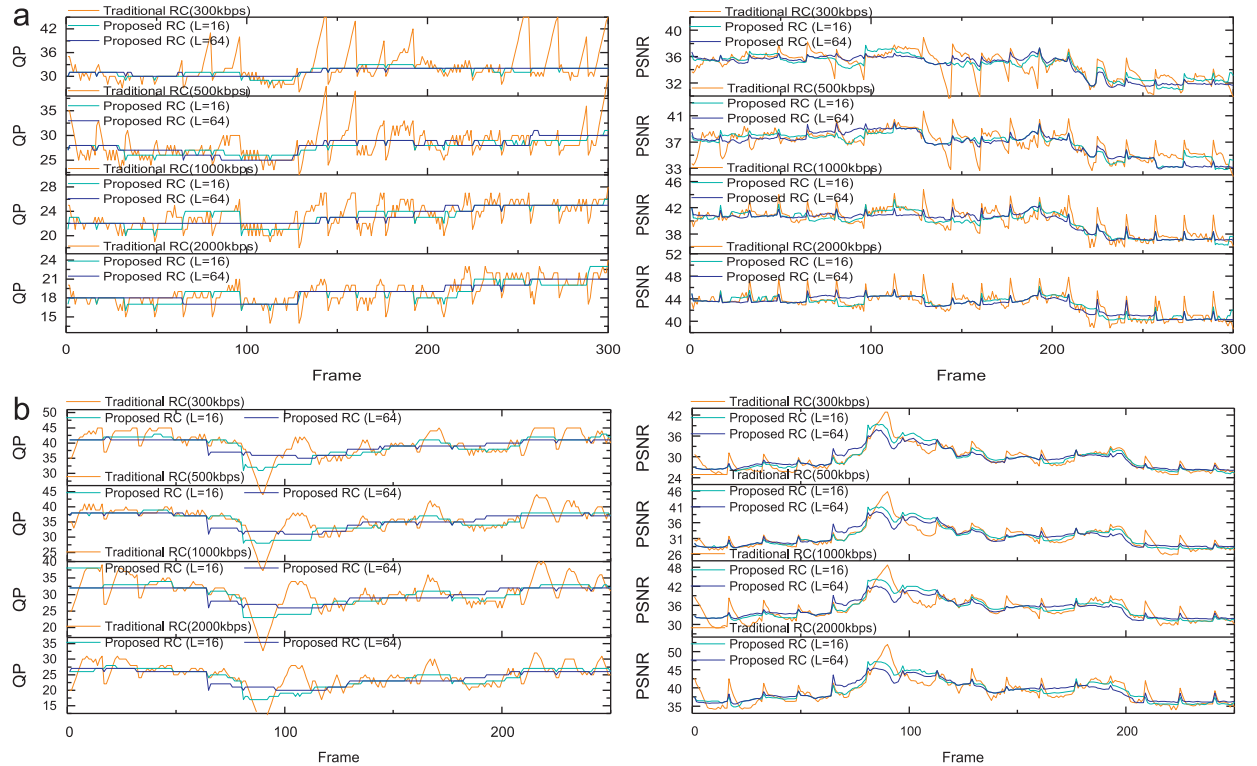 a
Traditional RC(300kbps)
Proposed RC (L=16)
Proposed RC (L=64)
QP
42
39
36
33
30
Traditional RC(500kbps)
Proposed RC (L=16)
Proposed RC (L=64)
QP
35
30
25
Traditional RC(1000kbps)
Proposed RC (L=16)
Proposed RC (L=64)
QP
28
26
24
22
20
Traditional RC(2000kbps)
Proposed RC (L=16)
Proposed RC (L=64)
QP
24
21
18
15
0
100
200
300
Frame
Traditional RC(300kbps)
Proposed RC (L=16)
Proposed RC (L=64)
PSNR
40
36
32
Traditional RC(500kbps)
Proposed RC (L=16)
Proposed RC (L=64)
PSNR
41
37
33
Traditional RC(1000kbps)
Proposed RC (L=16)
Proposed RC (L=64)
PSNR
46
42
38
Traditional RC(2000kbps)
Proposed RC (L=16)
Proposed RC (L=64)
PSNR
52
48
44
40
0
100
200
300
Frame
b
Traditional RC(300kbps)
Proposed RC (L=16)
Proposed RC (L=64)
QP
50
45
40
35
30
Traditional RC(500kbps)
Proposed RC (L=16)
Proposed RC (L=64)
QP
45
40
35
30
25
Traditional RC(1000kbps)
Proposed RC (L=16)
Proposed RC (L=64)
QP
40
35
30
25
20
Traditional RC(2000kbps)
Proposed RC (L=16)
Proposed RC (L=64)
QP
35
30
25
20
15
0
100
200
Frame
Traditional RC(300kbps)
Proposed RC (L=16)
Proposed RC (L=64)
PSNR
42
36
30
24
Traditional RC(500kbps)
Proposed RC (L=16)
Proposed RC (L=64)
PSNR
46
41
36
31
26
Traditional RC(1000kbps)
Proposed RC (L=16)
Proposed RC (L=64)
PSNR
48
42
36
30
Traditional RC(2000kbps)
Proposed RC (L=16)
Proposed RC (L=64)
PSNR
50
45
40
35
0
100
200
Frame